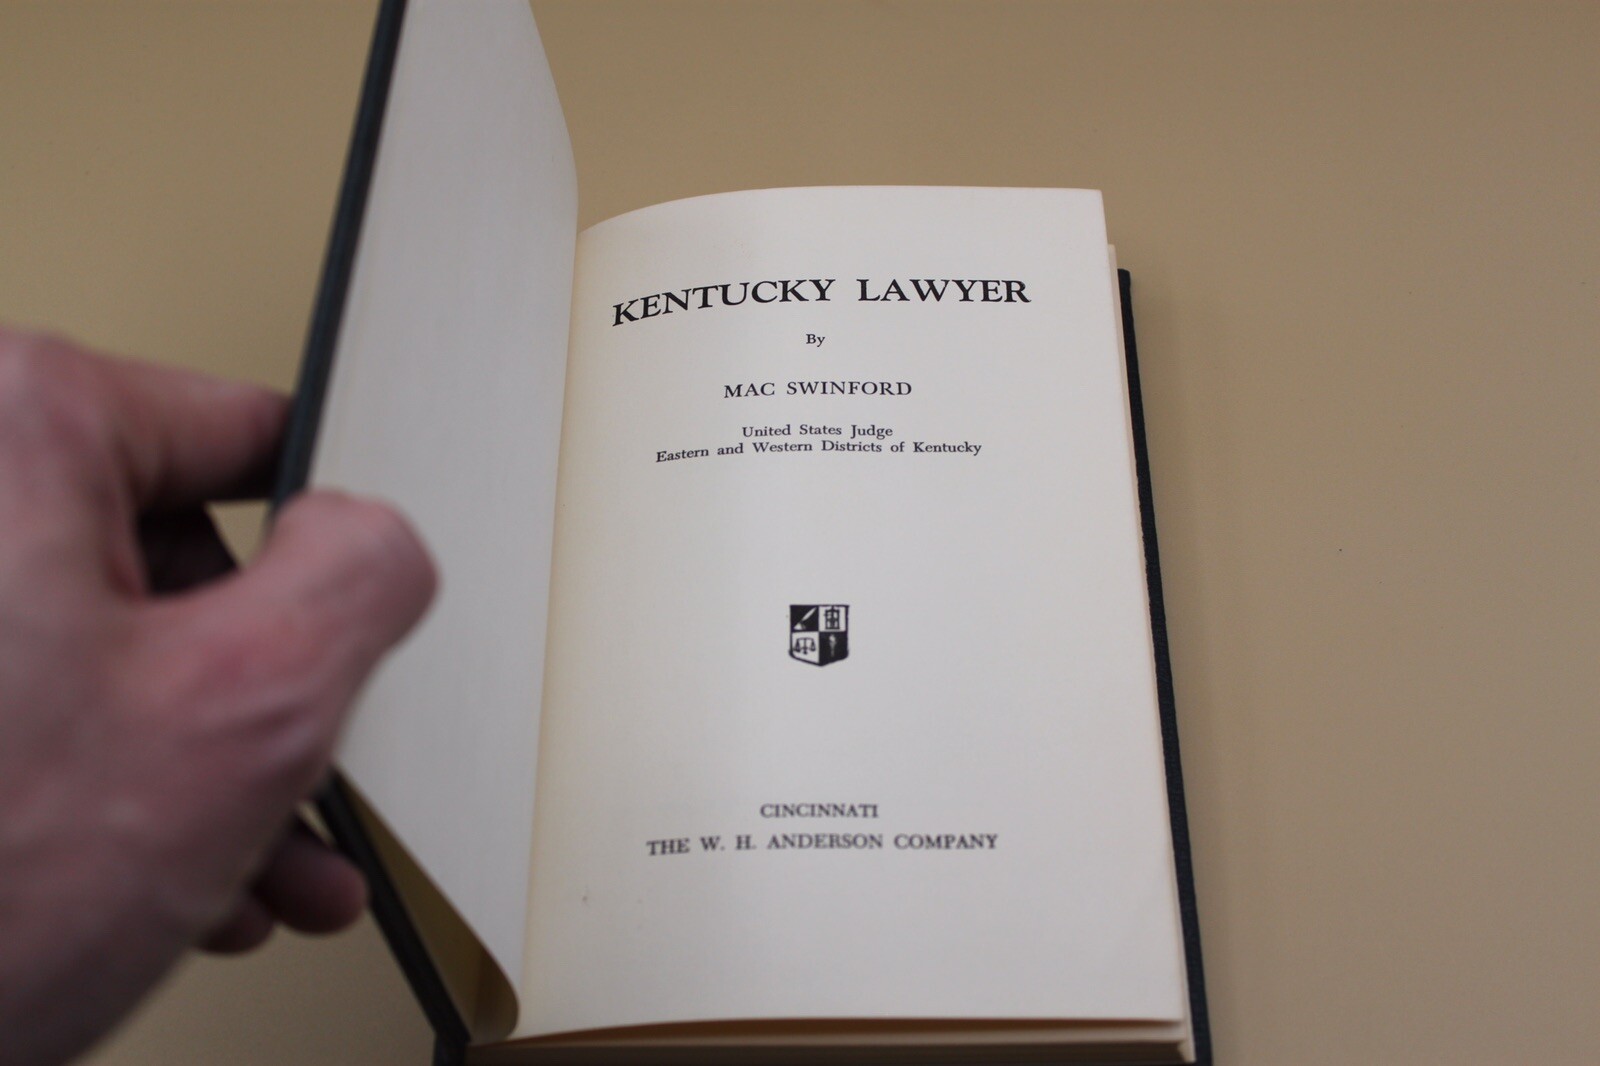 KENTUCKY LAWYER
By
MAC SWINFORD
United States Judge
Eastern and Western Districts of Kentucky
CINCINNATI
THE W. H. ANDERSON COMPANY